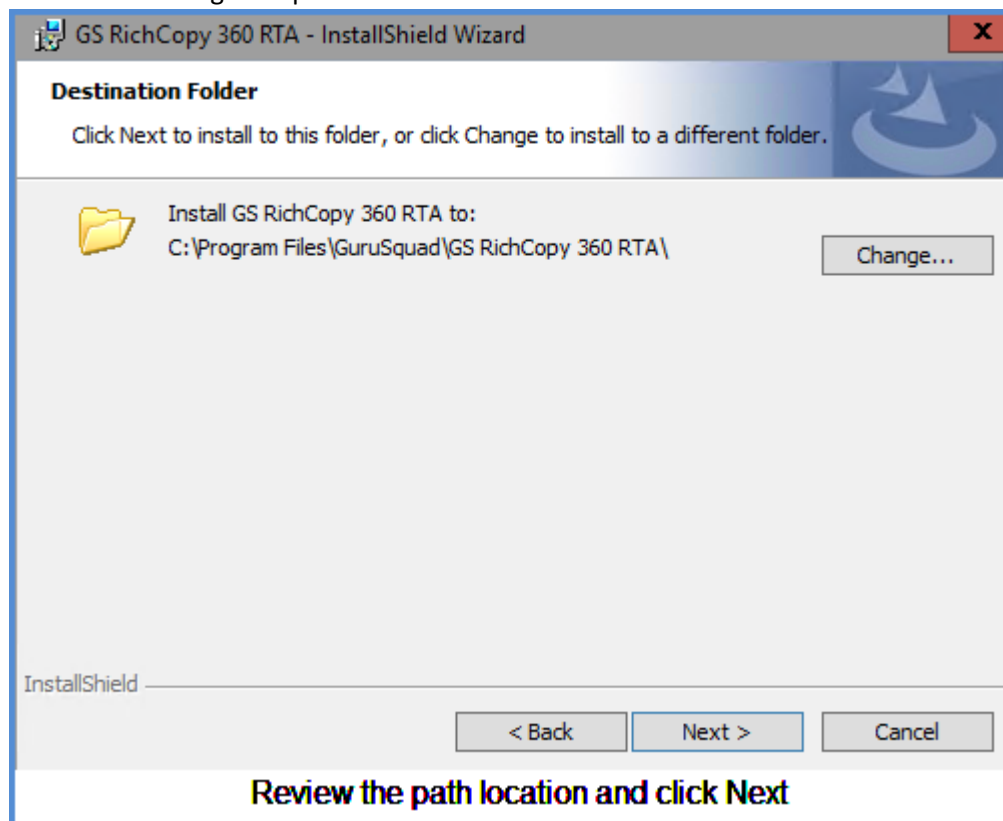 GS RichCopy 360 RTA - InstallShield Wizard
Destination Folder
Click Next to install to this folder, or click Change to install to a different folder.
Install GS RichCopy 360 RTA to:
C:\Program Files\GuruSquad\GS RichCopy 360 RTA\
Change...
InstallShield
< Back Next > Cancel
Review the path location and click Next